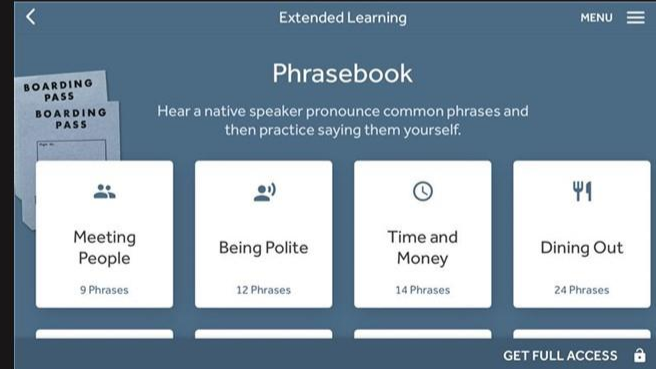 Extended Learning
MENU
Phrasebook
BOARDING
PASS
BOARDING
PASS
Hear a native speaker pronounce common phrases and
then practice saying them yourself.
Meeting
People
9 Phrases
Being Polite
12 Phrases
Time and
Money
14 Phrases
Dining Out
24 Phrases
GET FULL ACCESS